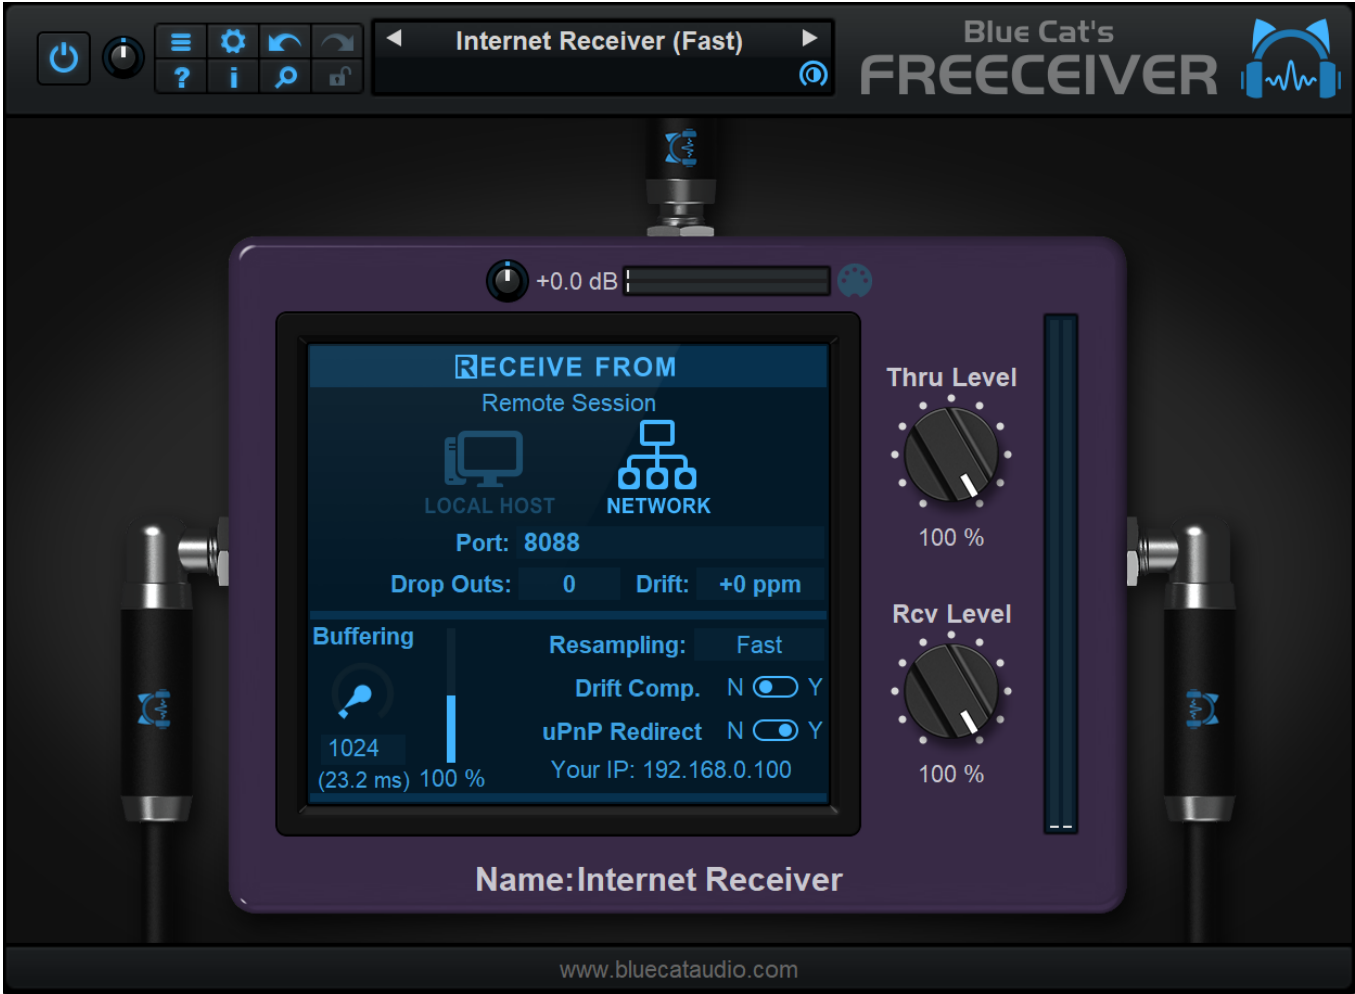 Internet Receiver (Fast)
Blue Cat's
FREECEIVER
? i
+0.0 dB
RECEIVE FROM
Remote Session
LOCAL HOST
NETWORK
Port: 8088
Drop Outs: 0 Drift: +0 ppm
Buffering
1024
(23.2 ms) 100 %
Resampling: Fast
Drift Comp. N Y
uPnP Redirect N Y
Your IP: 192.168.0.100
Thru Level
100 %
Rcv Level
100 %
Name:Internet Receiver
www.bluecataudio.com